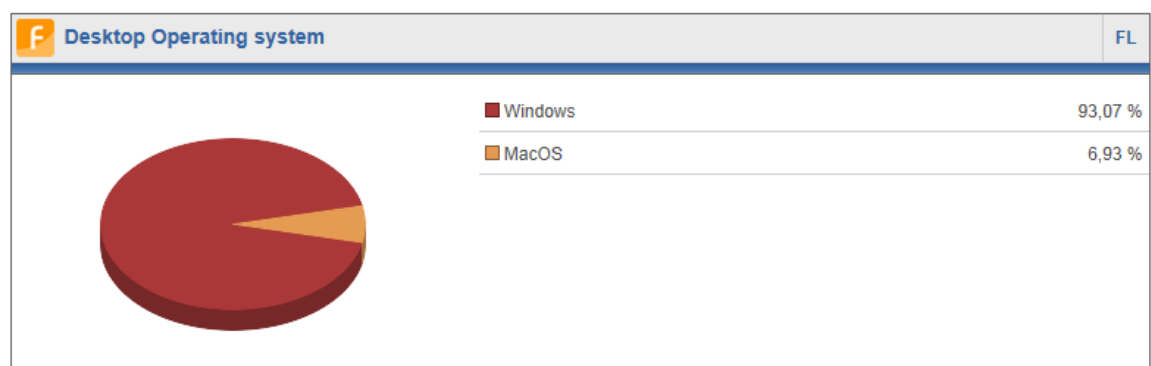 F Desktop Operating system FL
Windows 93,07 %
MacOS 6,93 %